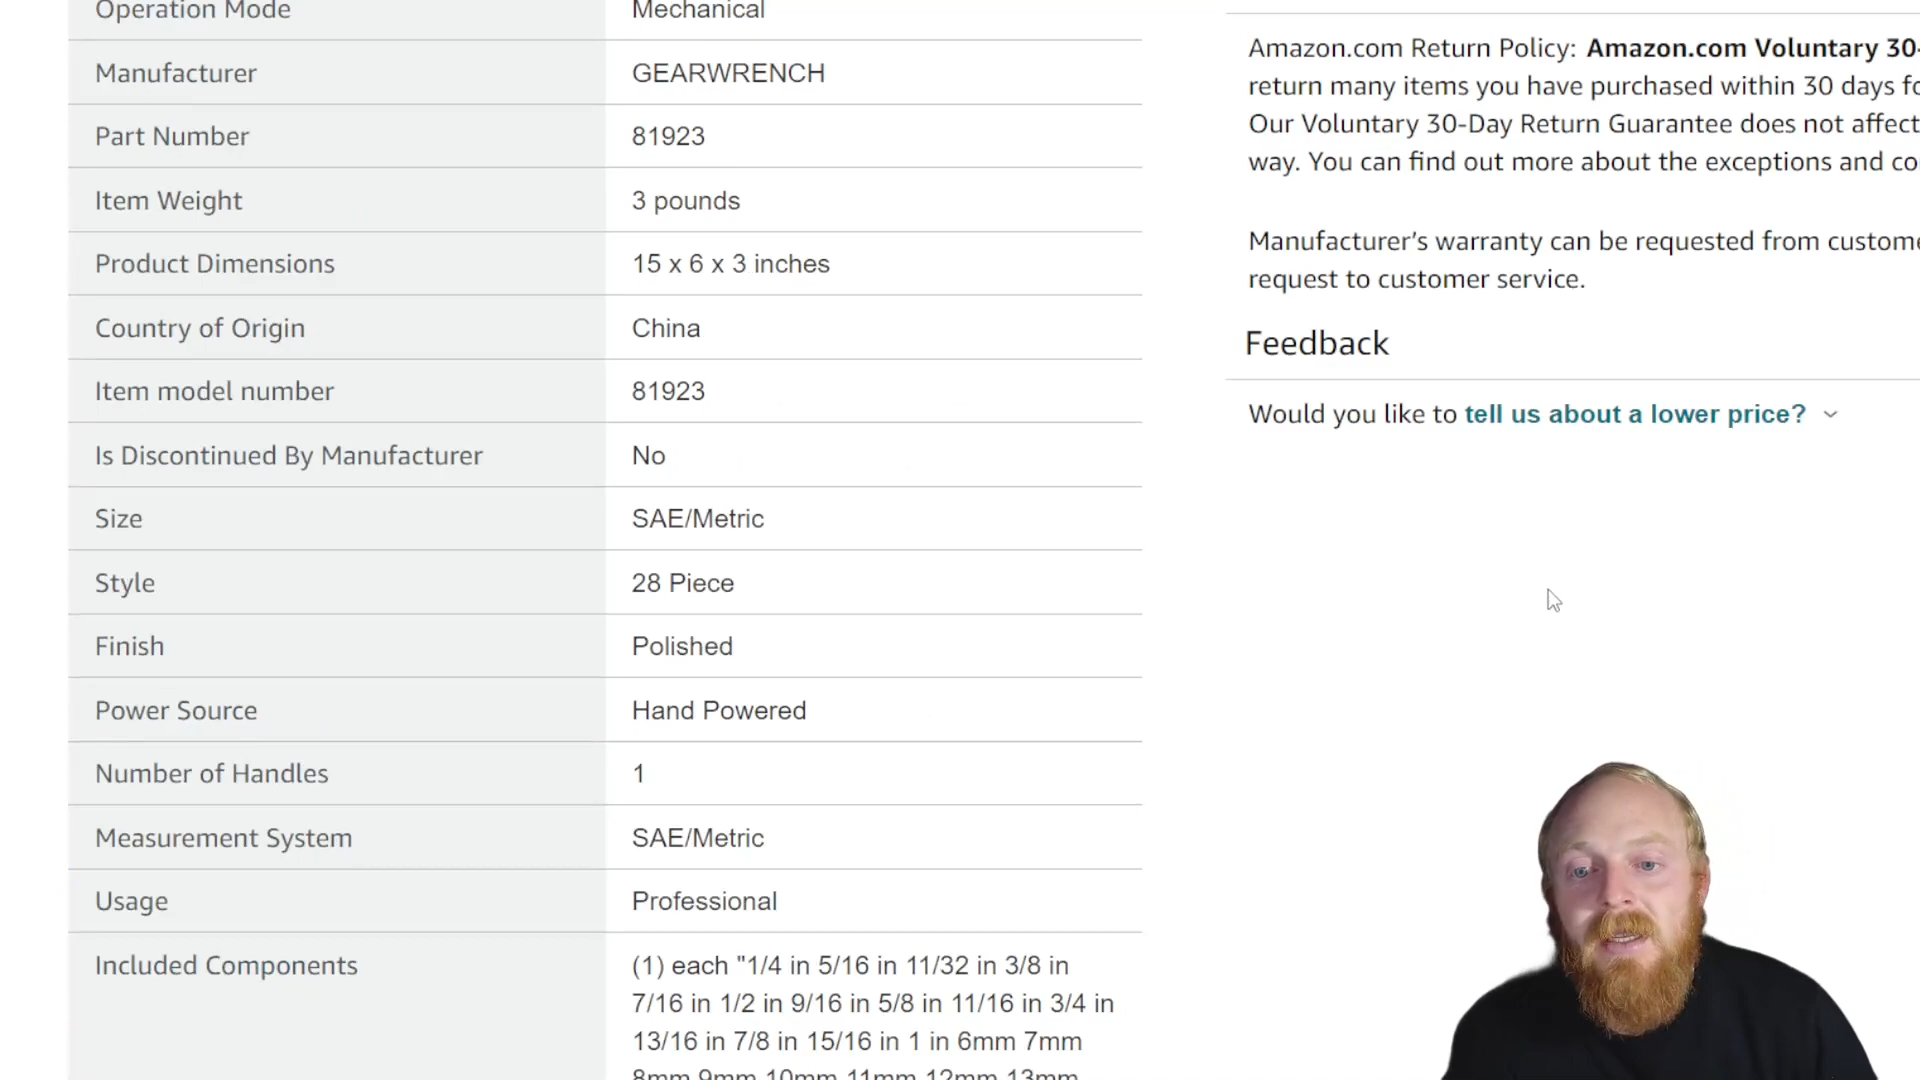 Operation Mode Mechanical
Manufacturer GEARWRENCH
Part Number 81923
Item Weight 3 pounds
Product Dimensions 15 x 6 x 3 inches
Country of Origin China
Item model number 81923
Is Discontinued By Manufacturer No
Size SAE/Metric
Style 28 Piece
Finish Polished
Power Source Hand Powered
Number of Handles 1
Measurement System SAE/Metric
Usage Professional
Included Components (1) each "1/4 in 5/16 in 11/32 in 3/8 in
7/16 in 1/2 in 9/16 in 5/8 in 11/16 in 3/4 in
13/16 in 7/8 in 15/16 in 1 in 6mm 7mm
8mm 9mm 10mm 11mm 12mm 13mm
Amazon.com Return Policy: Amazon.com Voluntary 30-
return many items you have purchased within 30 days
Our Voluntary 30-Day Return Guarantee does not affect
way. You can find out more about the exceptions and
Manufacturer's warranty can be requested from
request to customer service.
Feedback
Would you like to tell us about a lower price?